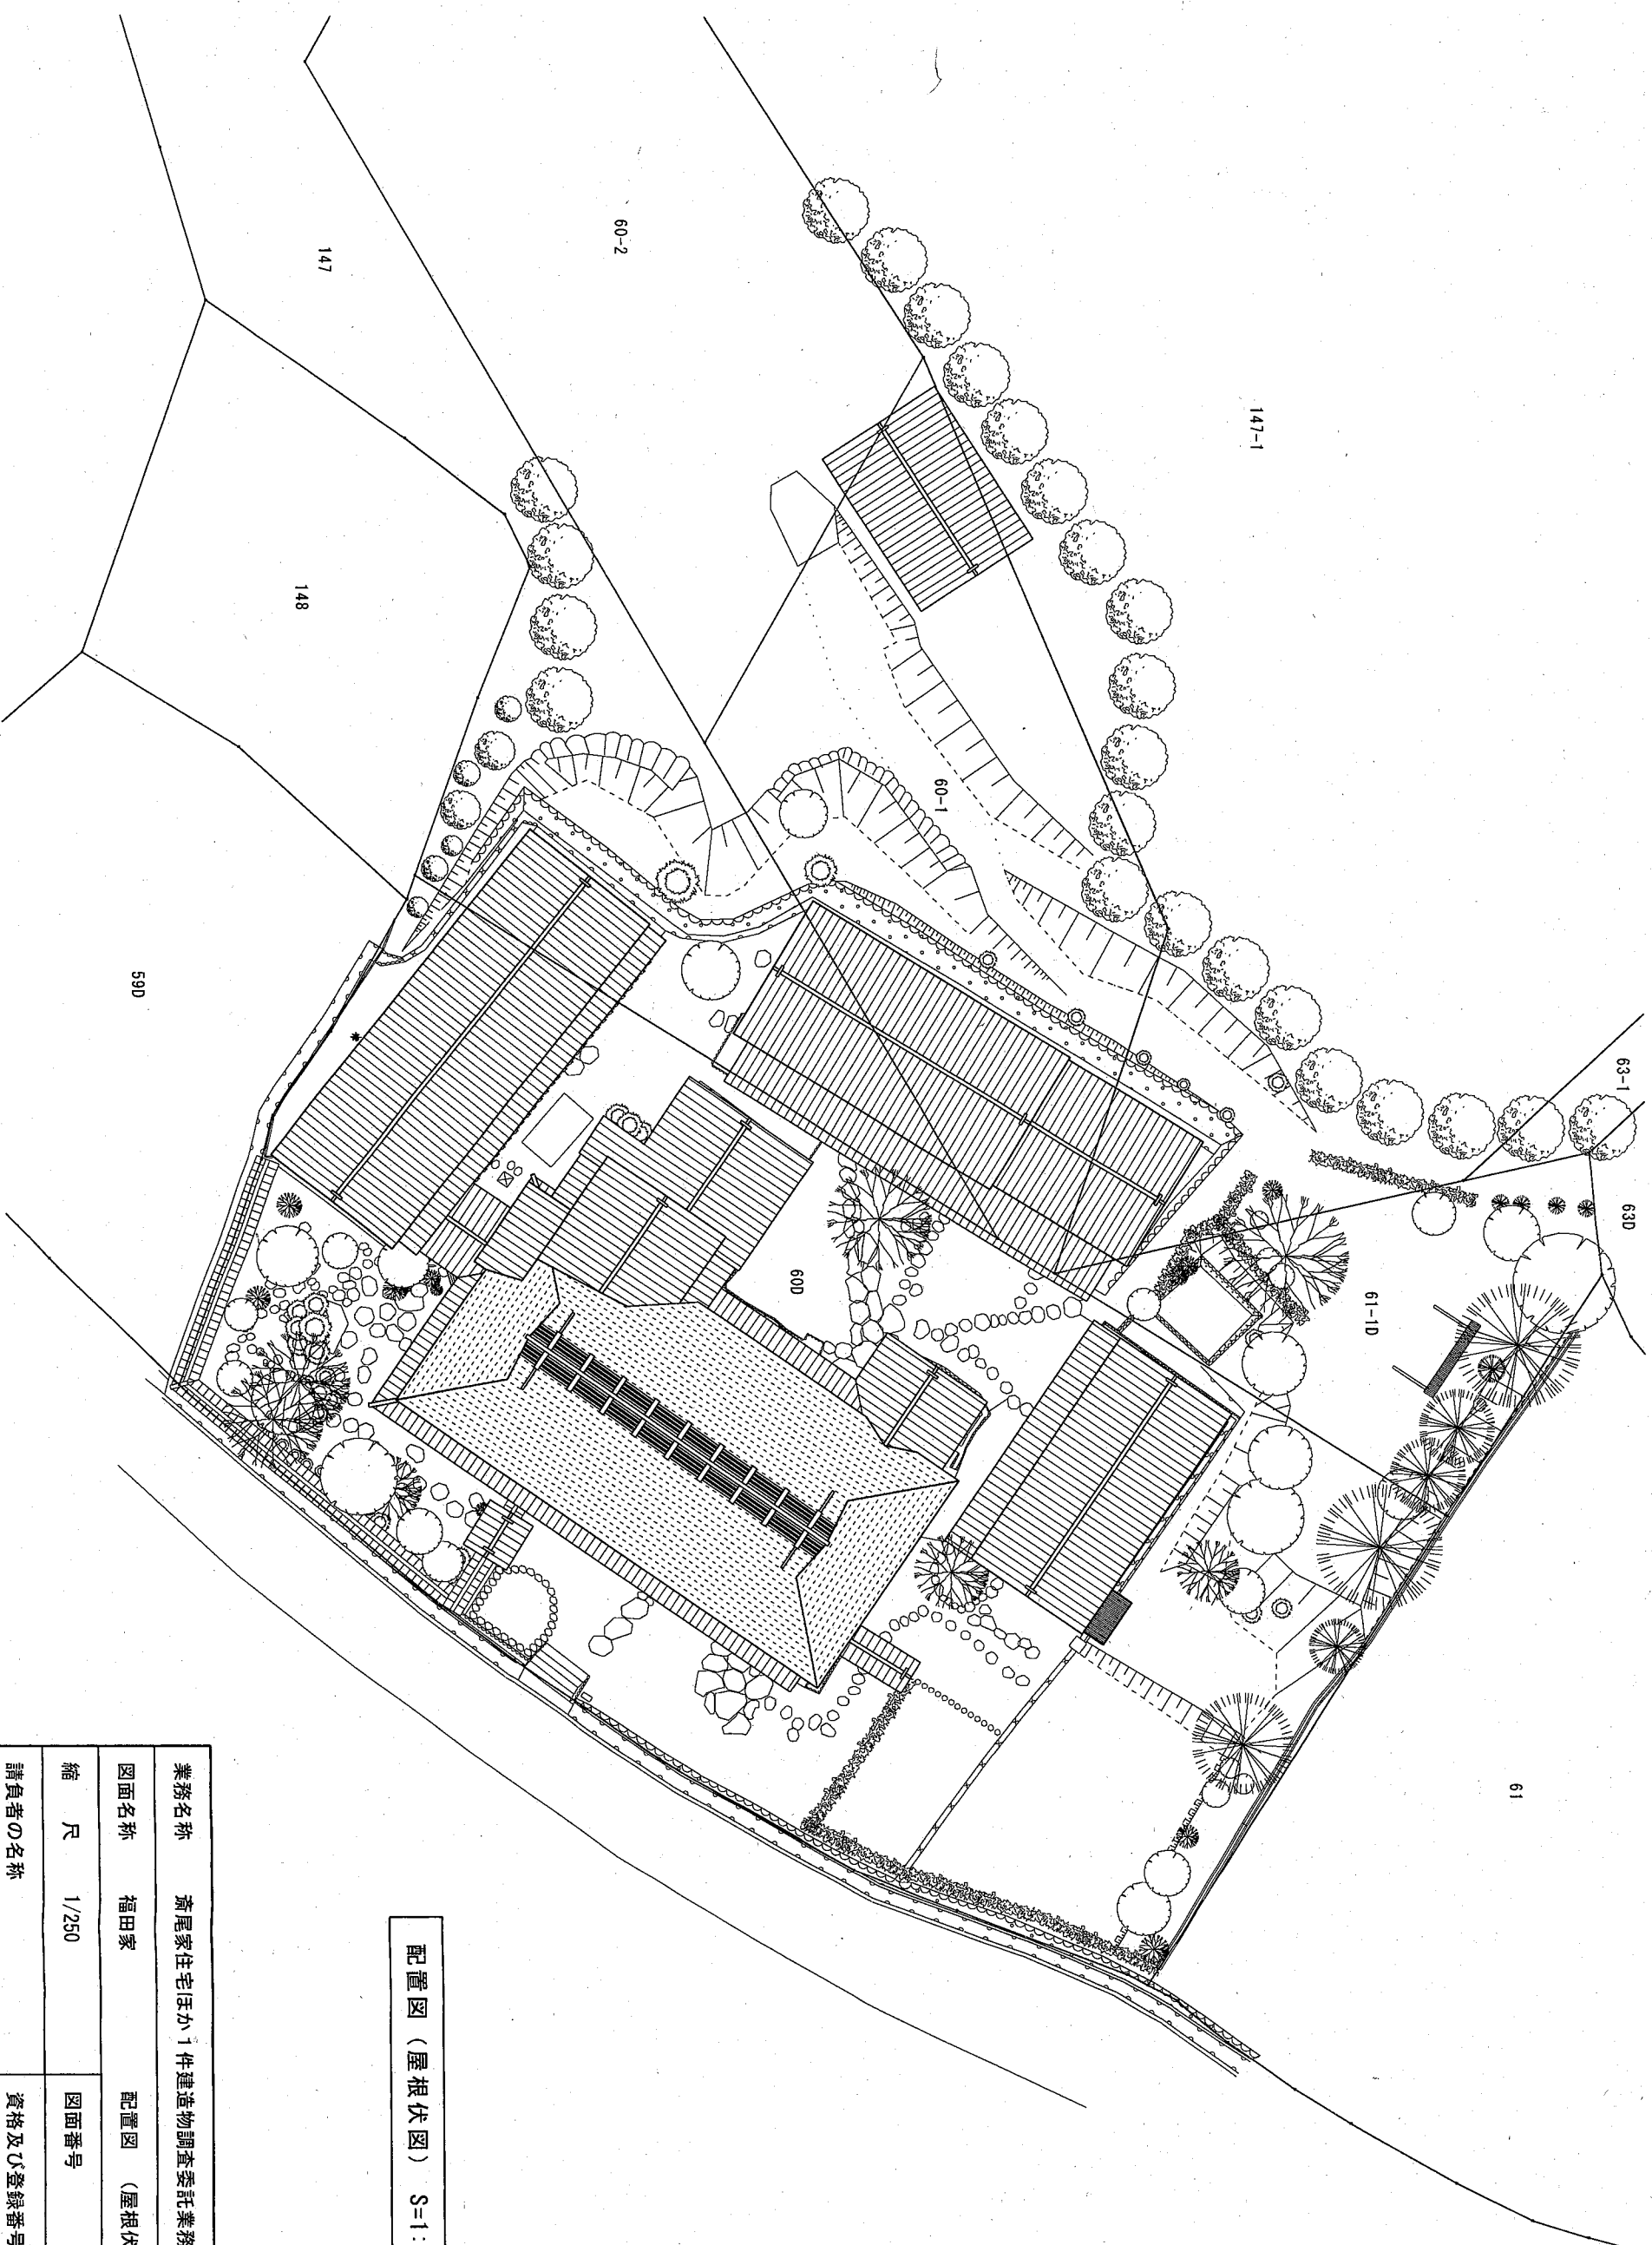 63-1
63D
61
147-1
61-1D
60-1
60D
60-2
147
148
59D
配置図（屋根伏図） S=1:
業務名称 斎尾家住宅ほか１件建造物調査委託業務
図面名称 福田家 配置図 （屋根伏
縮 尺 1/250 図面番号
請負者の名称 資格及び登録番号